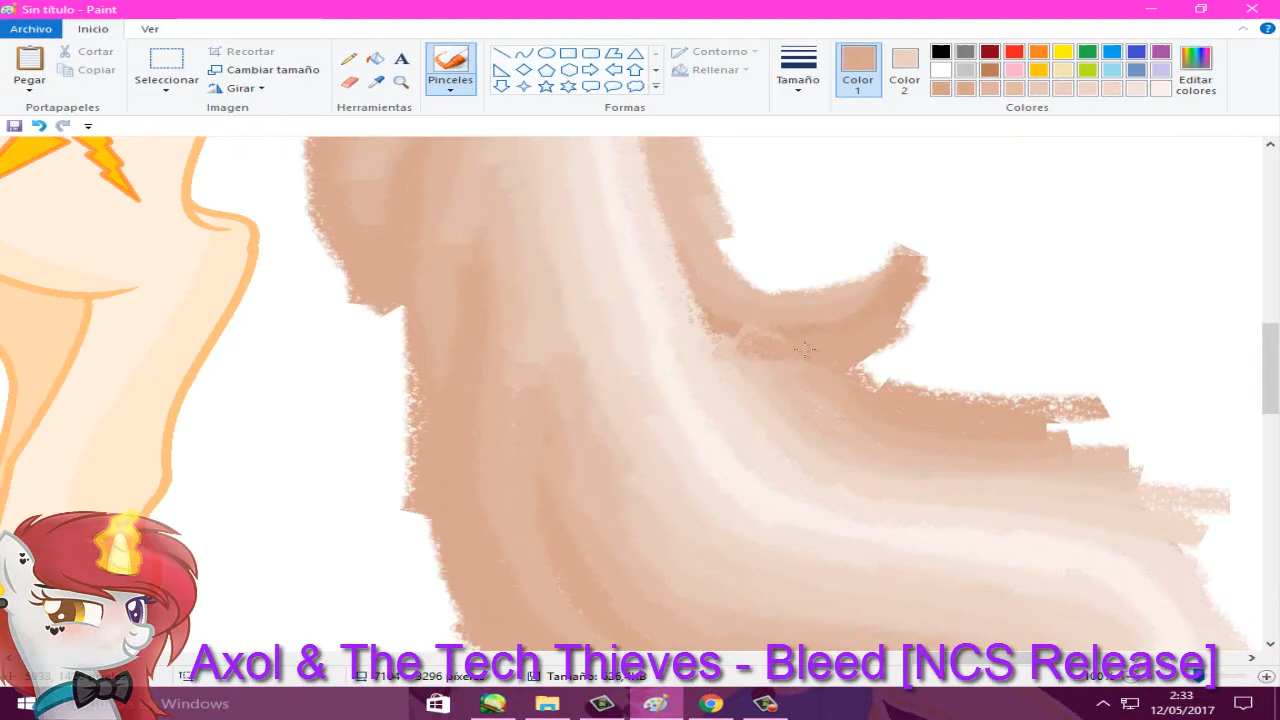 Sin título - Paint
Archivo Inicio Ver
Pegar
Cortar
Copiar
Portapapeles
Seleccionar
Recortar
Cambiar tamaño
Girar
Imagen
Herramientas
Pinceles
Contorno
Rellenar
Formas
Tamaño
Color 1
Color 2
Editar colores
Colores
Axol & The Tech Thieves - Bleed [NCS Release]
Windows
2:33
12/05/2017